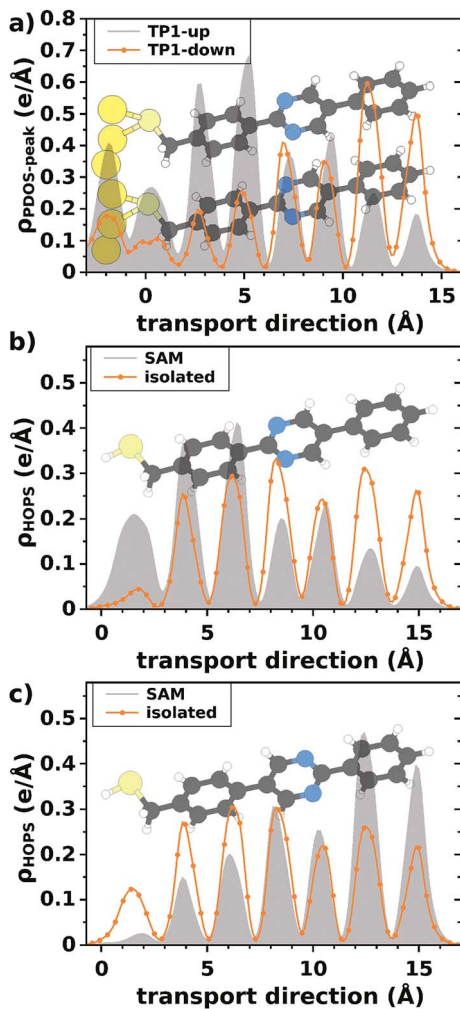 a)
TP1-up
TP1-down
0.8
0.7
0.6
0.5
0.4
0.3
0.2
0.1
0
ρPDOS-peak (e/Å)
0 5 10 15
transport direction (Å)
b)
SAM
isolated
0.5
0.4
0.3
0.2
0.1
0
ρHOPS (e/Å)
0 5 10 15
transport direction (Å)
c)
SAM
isolated
0.5
0.4
0.3
0.2
0.1
0
ρHOPS (e/Å)
0 5 10 15
transport direction (Å)